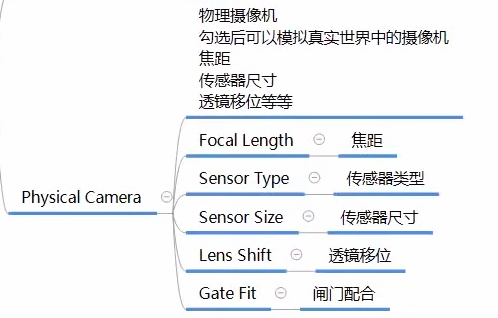 物理摄像机
勾选后可以模拟真实世界中的摄像机
焦距
传感器尺寸
透镜移位等等
Focal Length 焦距
Sensor Type 传感器类型
Physical Camera
Sensor Size 传感器尺寸
Lens Shift 透镜移位
Gate Fit 闸门配合